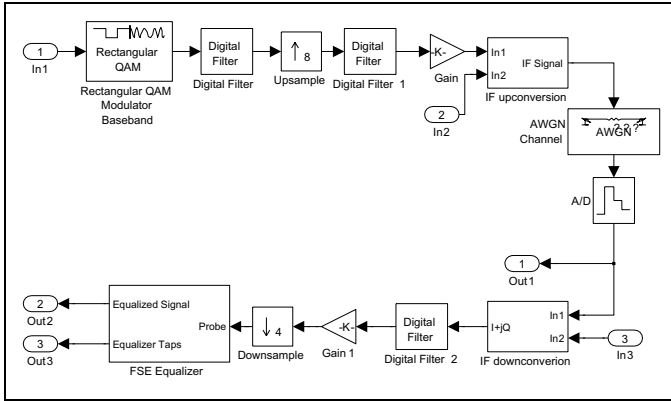 1
In1
Rectangular
QAM
Rectangular QAM
Modulator
Baseband
Digital
Filter
Digital Filter
8
Upsample
Digital
Filter
Digital Filter 1
-K-
Gain
2
In2
In1
In2
IF Signal
IF upconversion
AWGN
Channel
AWGN
? ? ?
A/D
1
Out1
In1
In2
I+jQ
IF downconverion
3
In3
Digital
Filter
Digital Filter 2
-K-
Gain 1
4
Downsample
Probe
Equalized Signal
Equalizer Taps
FSE Equalizer
2
Out2
3
Out3